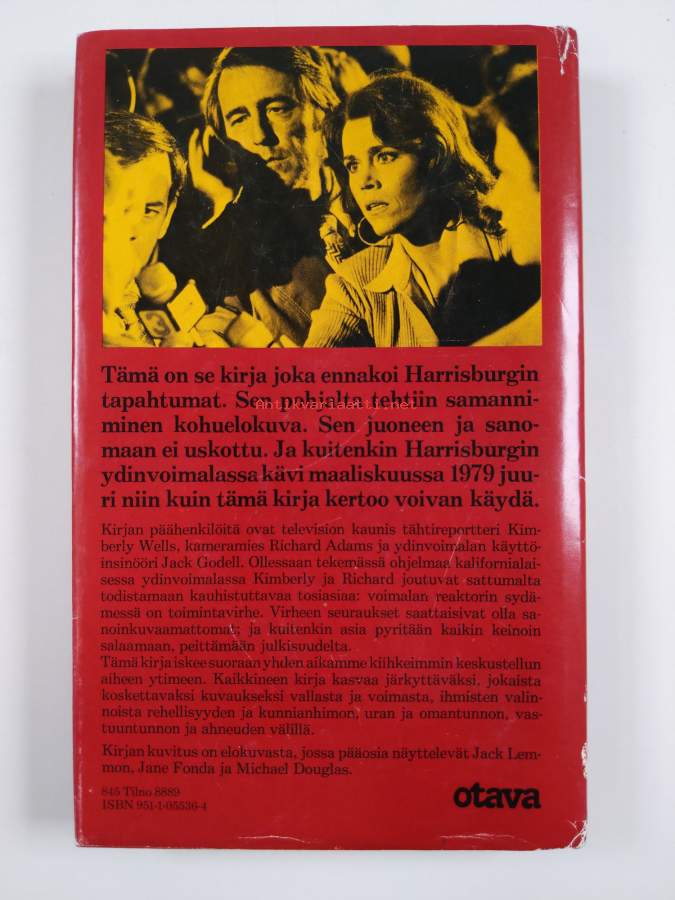 Tämä on se kirja joka ennakoi Harrisburgin
tapahtumat. Sen pohjalta tehtiin samanni-
minen kohuelokuva. Sen juoneen ja sano-
maan ei uskottu. Ja kuitenkin Harrisburgin
ydinvoimalassa kävi maaliskuussa 1979 juu-
ri niin kuin tämä kirja kertoo voivan käydä.
Antikvariaatti.net
Kirjan päähenkilöitä ovat television kaunis tähtireportteri Kim-
berly Wells, kameramies Richard Adams ja ydinvoimalan käyttö-
insinööri Jack Godell. Ollessaan tekemässä ohjelmaa kalifornialai-
sessa ydinvoimalassa Kimberly ja Richard joutuvat sattumalta
todistamaan kauhistuttavaa tosiasiaa: voimalan reaktorin sydä-
messä on toimintavirhe. Virheen seuraukset saattaisivat olla sa-
noinkuvaamattomat, ja kuitenkin asia pyritään kaikin keinoin
salaamaan, peittämään julkisuudelta.
Tämä kirja iskee suoraan yhden aikamme kiihkeimmin keskustellun
aiheen ytimeen. Kaikkineen kirja kasvaa järkyttäväksi, jokaista
koskettavaksi kuvaukseksi vallasta ja voimasta, ihmisten valin-
noista rehellisyyden ja kunnianhimon, uran ja omantunnon, vas-
tuuntunnon ja ahneuden välillä.
Kirjan kuvitus on elokuvasta, jossa pääosia näyttelevät Jack Lem-
mon, Jane Fonda ja Michael Douglas.
845 Tilno 8889
ISBN 951-1-05536-4
otava